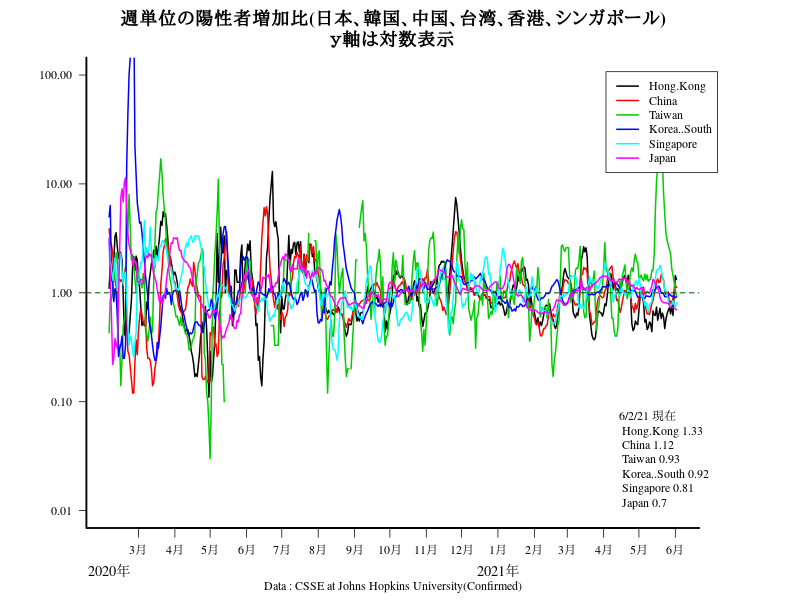 週単位の陽性者増加比(日本、韓国、中国、台湾、香港、シンガポール)
y軸は対数表示
100.00
10.00
1.00
0.10
0.01
Hong.Kong
China
Taiwan
Korea..South
Singapore
Japan
6/2/21 現在
Hong.Kong 1.33
China 1.12
Taiwan 0.93
Korea..South 0.92
Singapore 0.81
Japan 0.7
3月 4月 5月 6月 7月 8月 9月 10月 11月 12月 1月 2月 3月 4月 5月 6月
2020年 2021年
Data : CSSE at Johns Hopkins University(Confirmed)